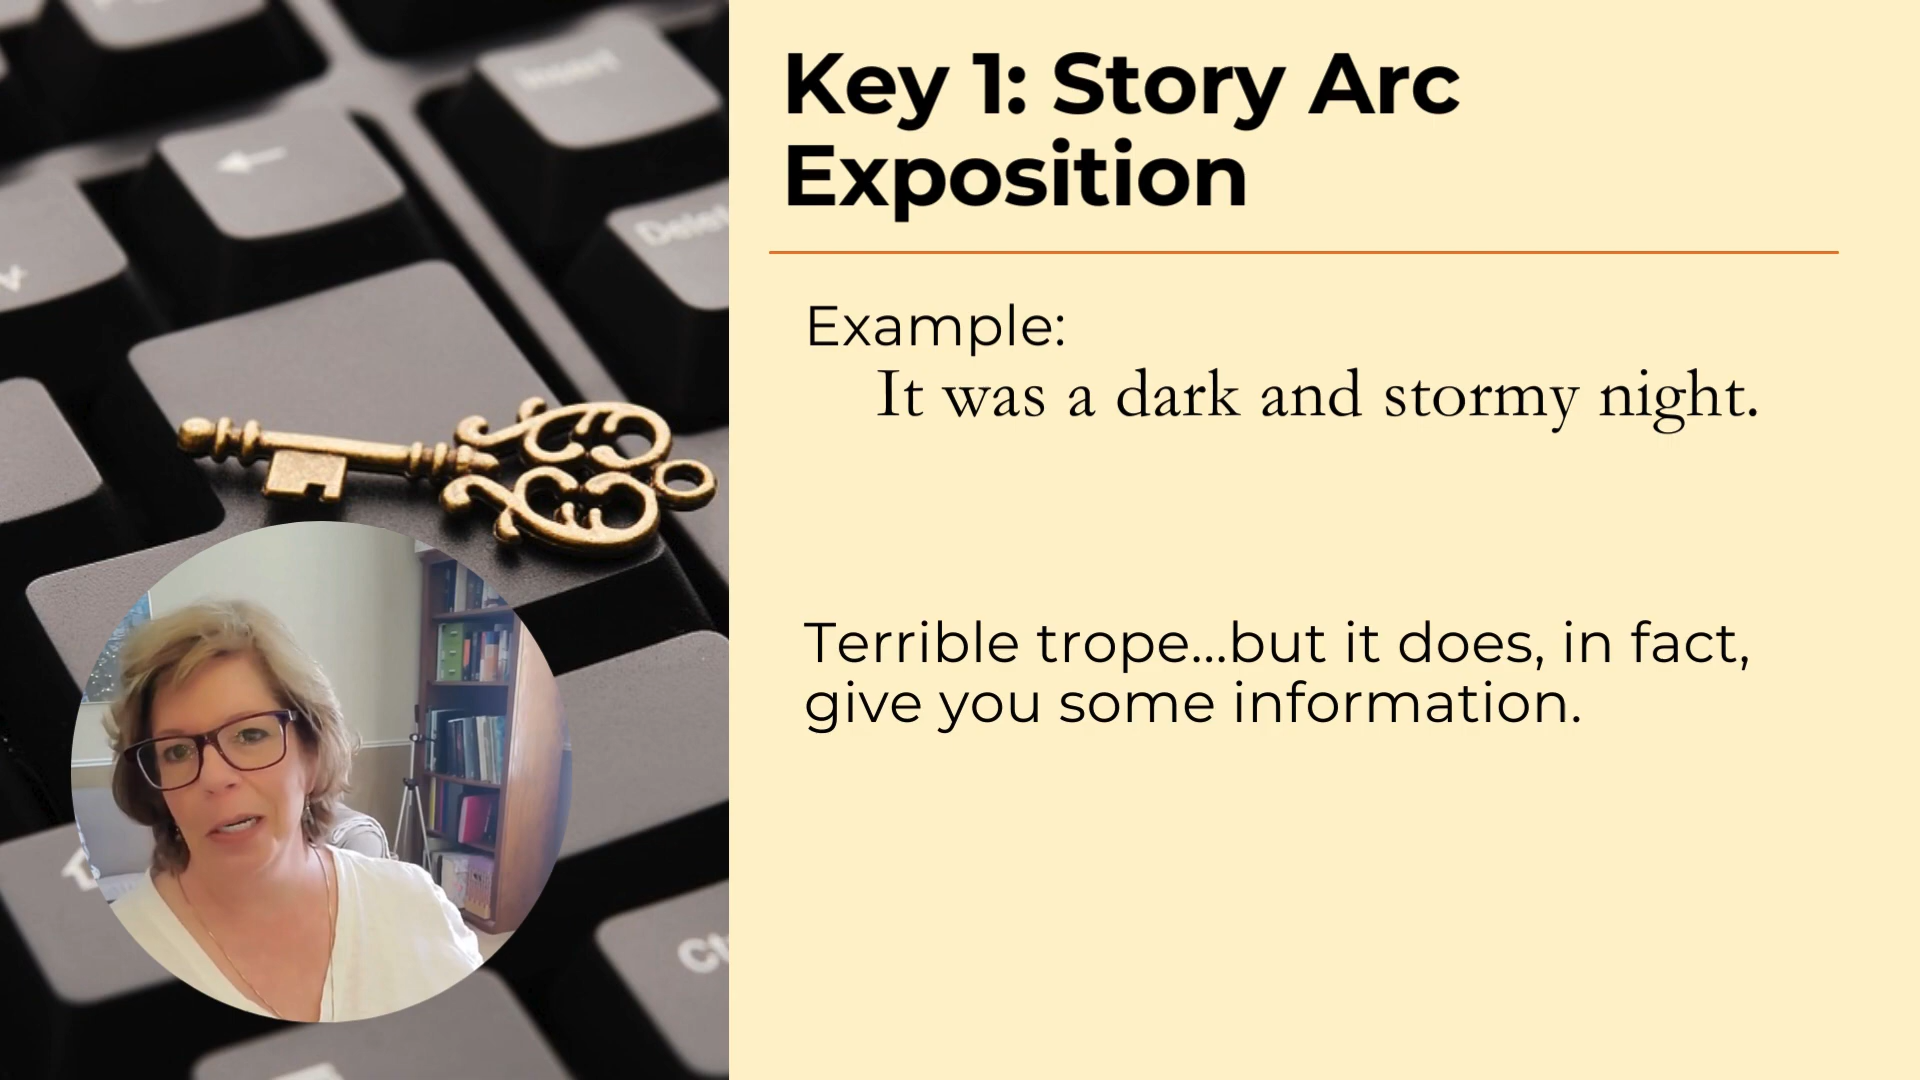 Key 1: Story Arc
Exposition
Example:
It was a dark and stormy night.
Terrible trope...but it does, in fact,
give you some information.
Insert